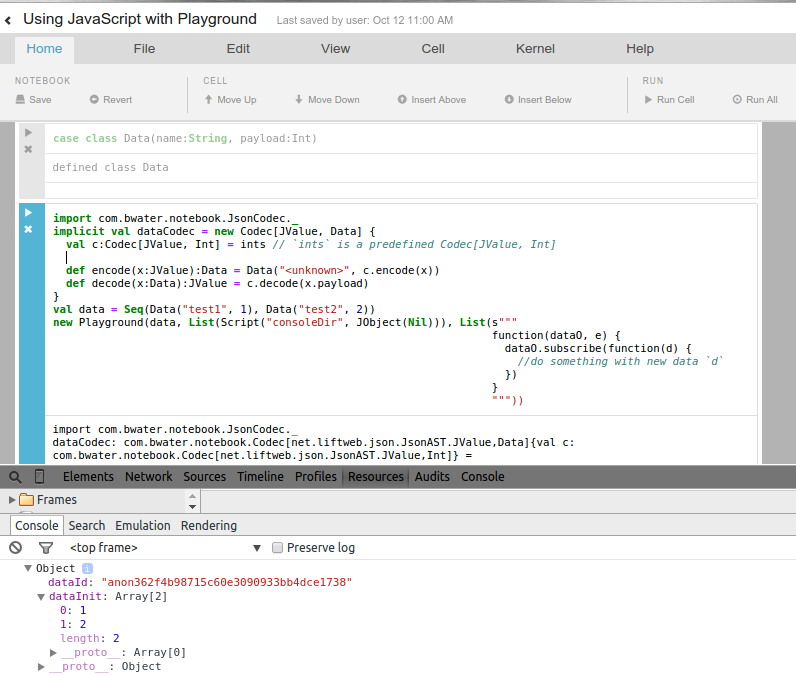 Using JavaScript with Playground Last saved by user: Oct 12 11:00 AM
Home File Edit View Cell Kernel Help
NOTEBOOK CELL RUN
Save Revert Move Up Move Down Insert Above Insert Below Run Cell Run All
case class Data(name:String, payload:Int)
defined class Data
import com.bwater.notebook.JsonCodec._
implicit val dataCodec = new Codec[JValue, Data] {
val c:Codec[JValue, Int] = ints // `ints` is a predefined Codec[JValue, Int]
def encode(x:JValue):Data = Data("<unknown>", c.encode(x))
def decode(x:Data):JValue = c.decode(x.payload)
}
val data = Seq(Data("test1", 1), Data("test2", 2))
new Playground(data, List(Script("consoleDir", JObject(Nil))), List(s"""
function(dataO, e) {
dataO.subscribe(function(d) {
//do something with new data `d`
})
}
"""))
import com.bwater.notebook.JsonCodec._
dataCodec: com.bwater.notebook.Codec[net.liftweb.json.JsonAST.JValue,Data]{val c:
com.bwater.notebook.Codec[net.liftweb.json.JsonAST.JValue,Int]} =
Elements Network Sources Timeline Profiles Resources Audits Console
Frames
Console Search Emulation Rendering
<top frame> Preserve log
Object i
dataId: "anon362f4b98715c60e3090933bb4dce1738"
dataInit: Array[2]
0: 1
1: 2
length: 2
__proto__: Array[0]
__proto__: Object